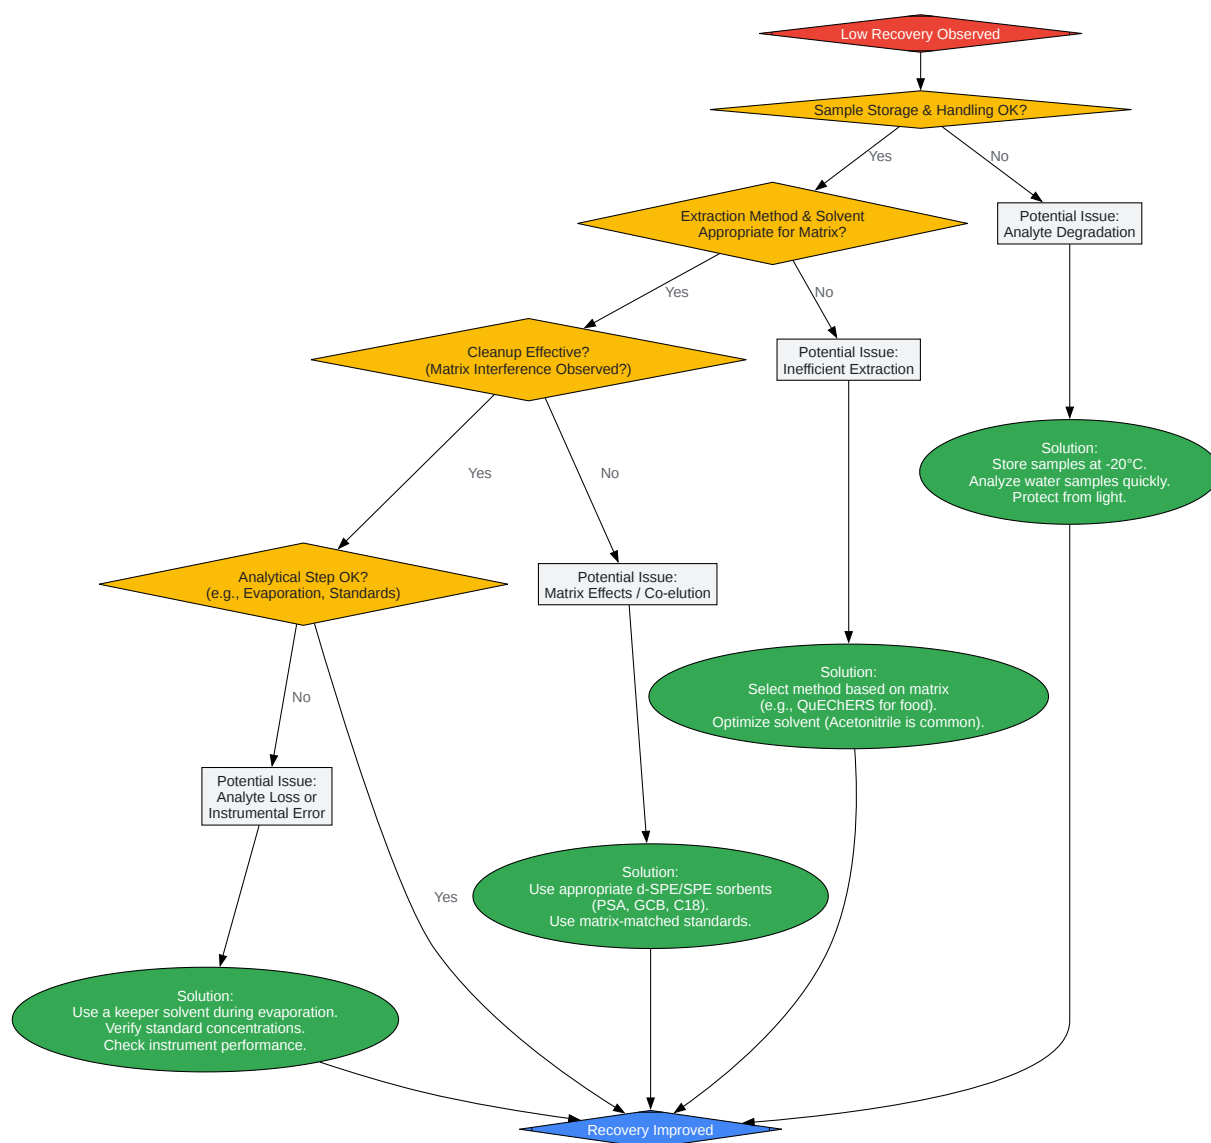 Low Recovery Observed
Sample Storage & Handling OK?
Yes
No
Extraction Method & Solvent
Appropriate for Matrix?
Potential Issue:
Analyte Degradation
Yes
No
Cleanup Effective?
(Matrix Interference Observed?)
Potential Issue:
Inefficient Extraction
Solution:
Store samples at -20°C.
Analyze water samples quickly.
Protect from light.
Yes
No
Analytical Step OK?
(e.g., Evaporation, Standards)
Potential Issue:
Matrix Effects / Co-elution
Solution:
Select method based on matrix
(e.g., QuEChERS for food).
Optimize solvent (Acetonitrile is common).
No
Potential Issue:
Analyte Loss or
Instrumental Error
Yes
Solution:
Use appropriate d-SPE/SPE sorbents
(PSA, GCB, C18).
Use matrix-matched standards.
Solution:
Use a keeper solvent during evaporation.
Verify standard concentrations.
Check instrument performance.
Recovery Improved